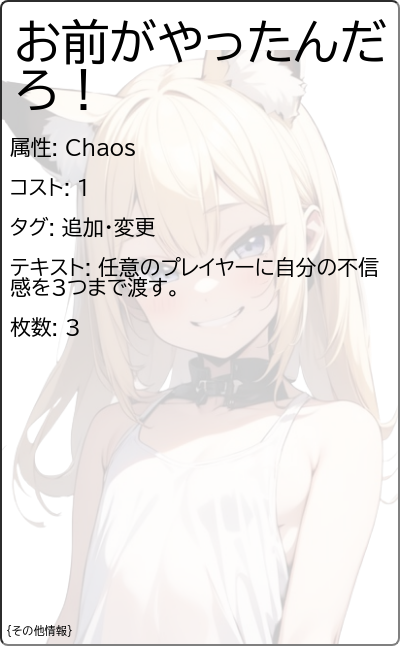 お前がやったんだ
ろ！
属性: Chaos
コスト: 1
タグ: 追加・変更
テキスト: 任意のプレイヤーに自分の不信
感を3つまで渡す。
枚数: 3
{その他情報}